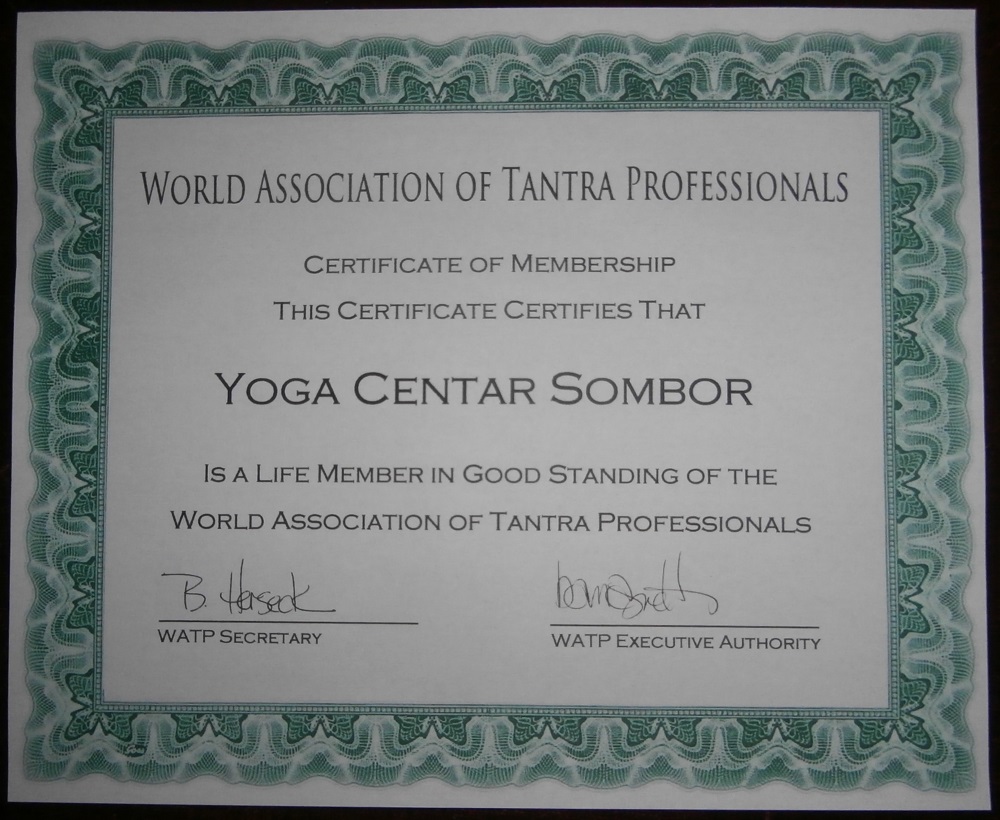 WORLD ASSOCIATION OF TANTRA PROFESSIONALS
CERTIFICATE OF MEMBERSHIP
THIS CERTIFICATE CERTIFIES THAT
YOGA CENTAR SOMBOR
IS A LIFE MEMBER IN GOOD STANDING OF THE
WORLD ASSOCIATION OF TANTRA PROFESSIONALS
B.
WATP SECRETARY
WATP EXECUTIVE AUTHORITY